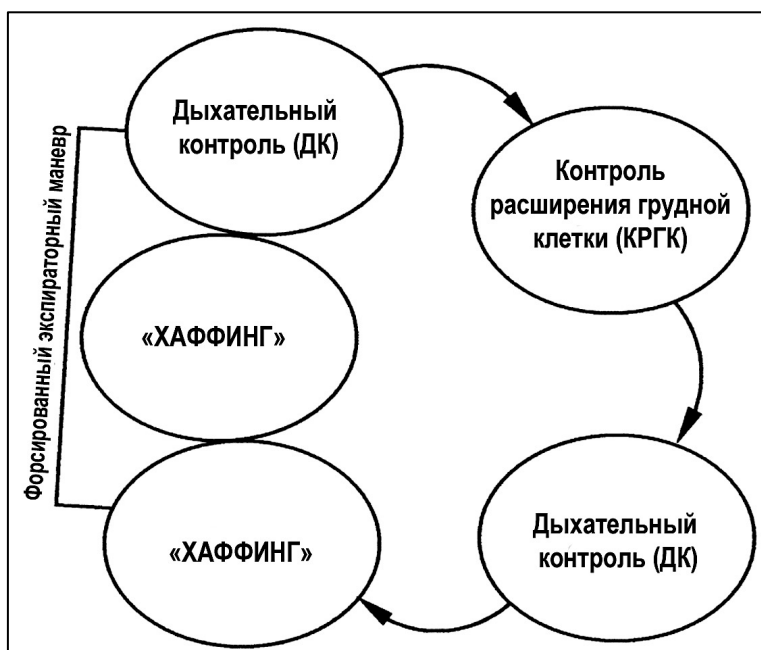 Дыхательный
контроль (ДК)
Контроль
расширения грудной
клетки (КРГК)
Форсированный экспираторный маневр
«ХАФФИНГ»
Дыхательный
контроль (ДК)
«ХАФФИНГ»